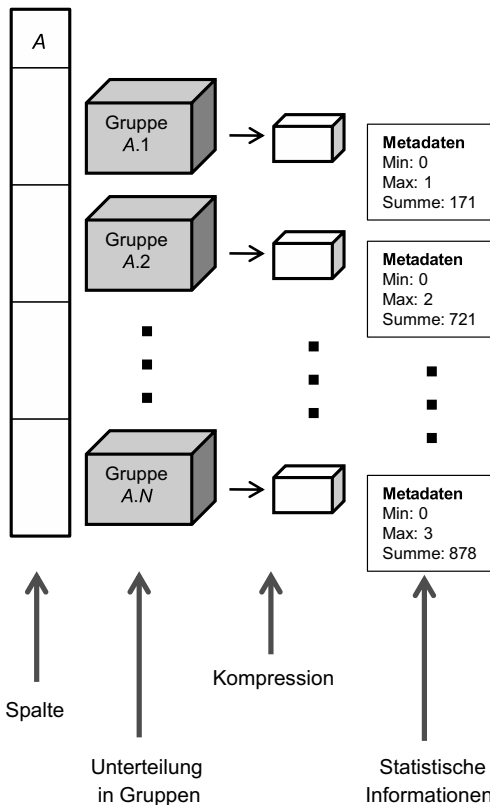 A
Gruppe
A.1
Metadaten
Min: 0
Max: 1
Summe: 171
Gruppe
A.2
Metadaten
Min: 0
Max: 2
Summe: 721
Gruppe
A.N
Metadaten
Min: 0
Max: 3
Summe: 878
Spalte
Unterteilung
in Gruppen
Kompression
Statistische
Informationen